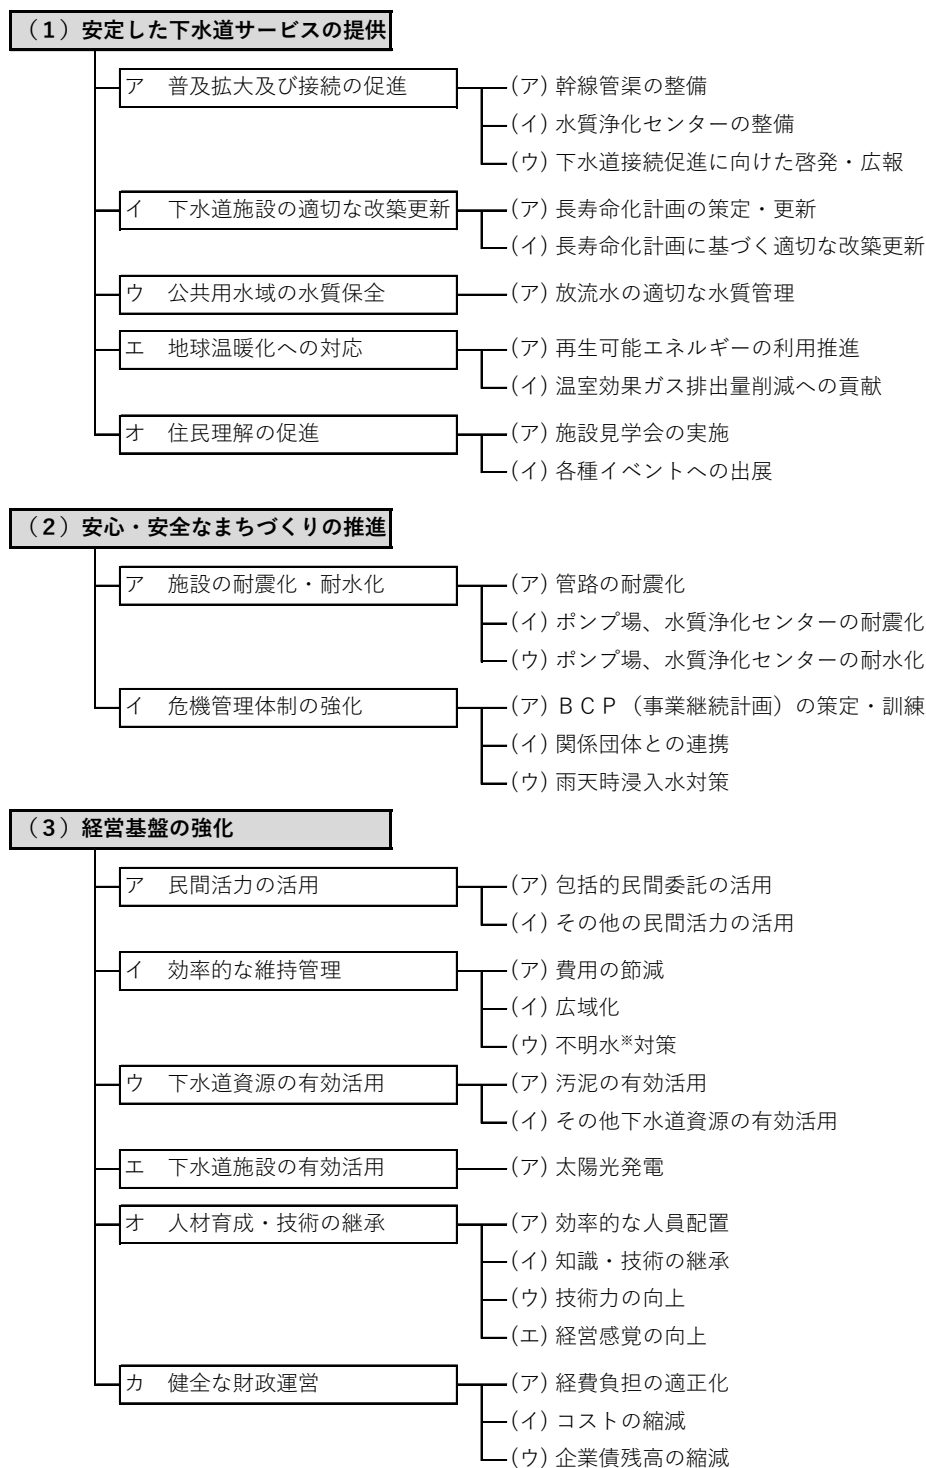 （１）安定した下水道サービスの提供
ア　普及拡大及び接続の促進
(ア) 幹線管渠の整備
(イ) 水質浄化センターの整備
(ウ) 下水道接続促進に向けた啓発・広報
イ　下水道施設の適切な改築更新
(ア) 長寿命化計画の策定・更新
(イ) 長寿命化計画に基づく適切な改築更新
ウ　公共用水域の水質保全
(ア) 放流水の適切な水質管理
エ　地球温暖化への対応
(ア) 再生可能エネルギーの利用推進
(イ) 温室効果ガス排出量削減への貢献
オ　住民理解の促進
(ア) 施設見学会の実施
(イ) 各種イベントへの出展
（２）安心・安全なまちづくりの推進
ア　施設の耐震化・耐水化
(ア) 管路の耐震化
(イ) ポンプ場、水質浄化センターの耐震化
(ウ) ポンプ場、水質浄化センターの耐水化
イ　危機管理体制の強化
(ア) ＢＣＰ（事業継続計画）の策定・訓練
(イ) 関係団体との連携
(ウ) 雨天時浸入水対策
（３）経営基盤の強化
ア　民間活力の活用
(ア) 包括的民間委託の活用
(イ) その他の民間活力の活用
イ　効率的な維持管理
(ア) 費用の節減
(イ) 広域化
(ウ) 不明水※対策
ウ　下水道資源の有効活用
(ア) 汚泥の有効活用
(イ) その他下水道資源の有効活用
エ　下水道施設の有効活用
(ア) 太陽光発電
オ　人材育成・技術の継承
(ア) 効率的な人員配置
(イ) 知識・技術の継承
(ウ) 技術力の向上
(エ) 経営感覚の向上
カ　健全な財政運営
(ア) 経費負担の適正化
(イ) コストの縮減
(ウ) 企業債残高の縮減